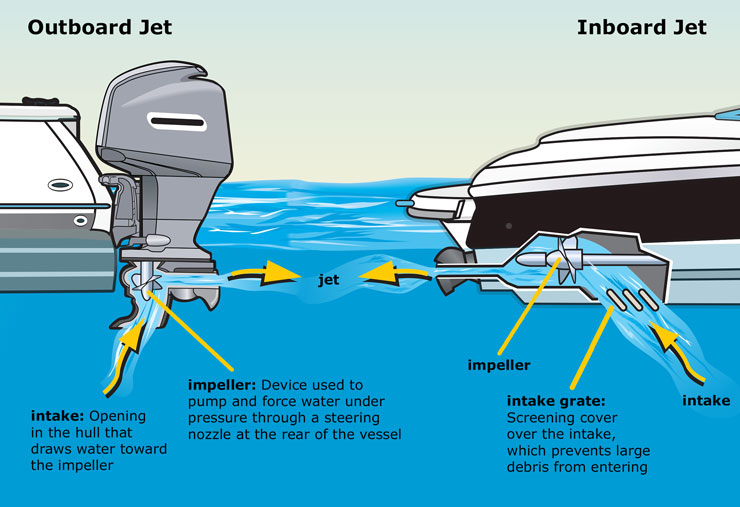 Outboard Jet
Inboard Jet
jet
impeller
intake
intake: Opening
in the hull that
draws water toward
the impeller
impeller: Device used to
pump and force water under
pressure through a steering
nozzle at the rear of the vessel
intake grate:
Screening cover
over the intake,
which prevents large
debris from entering